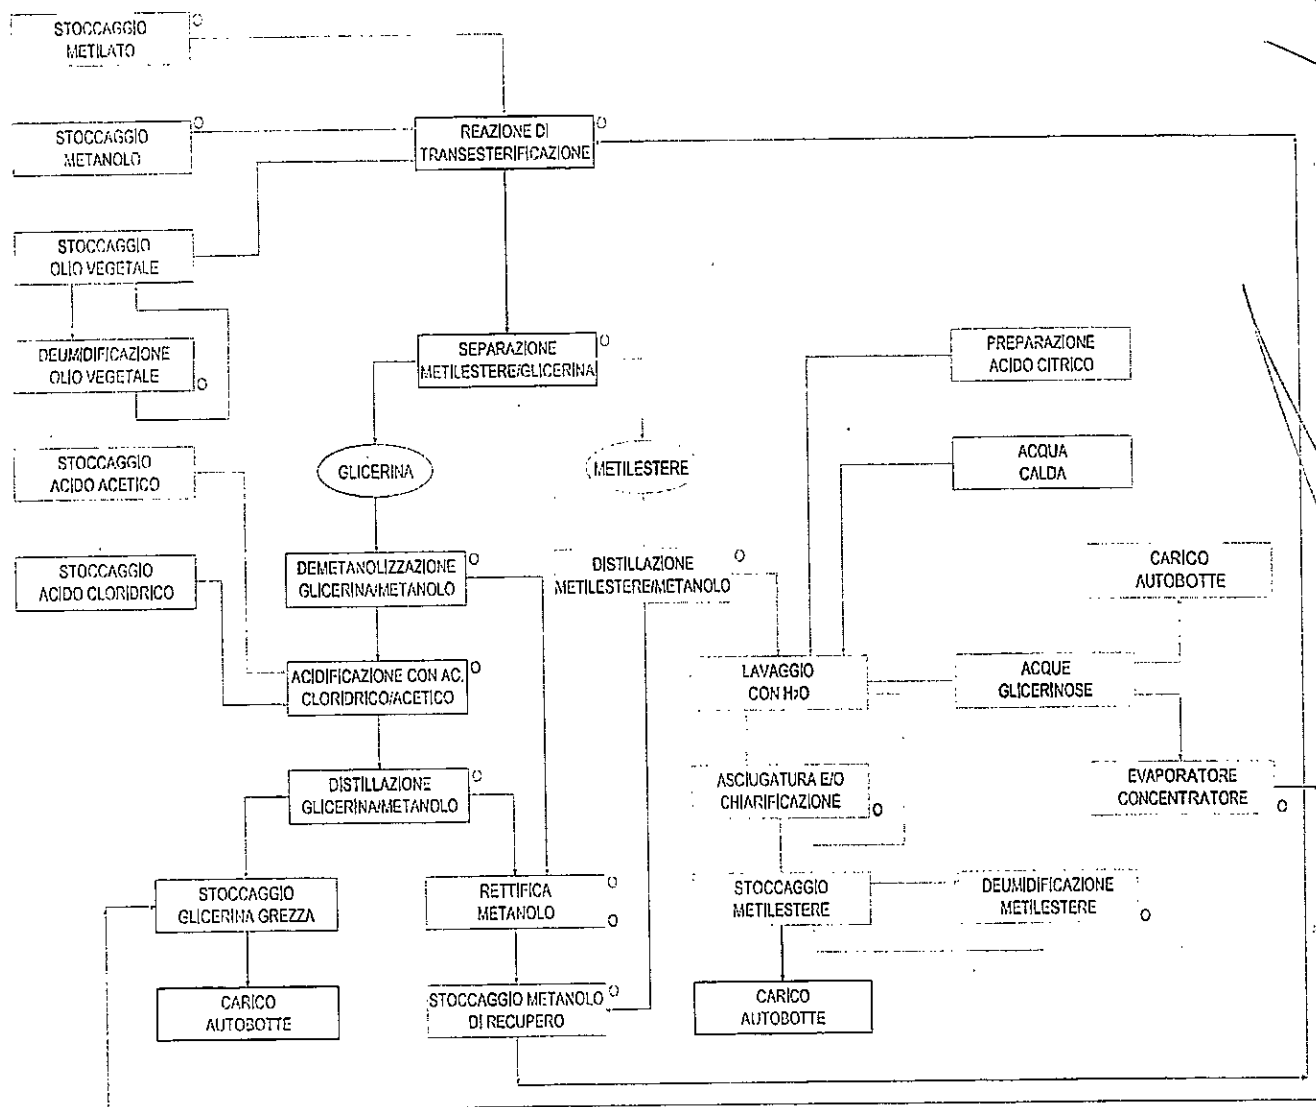 STOCCAGGIO
METILATO
STOCCAGGIO
METANOLO
REAZIONE DI
TRANSESTERIFICAZIONE
STOCCAGGIO
OLIO VEGETALE
DEUMIDIFICAZIONE
OLIO VEGETALE
SEPARAZIONE
METILESTERE/GLICERINA
PREPARAZIONE
ACIDO CITRICO
STOCCAGGIO
ACIDO ACETICO
GLICERINA
METILESTERE
ACQUA
CALDA
STOCCAGGIO
ACIDO CLORIDRICO
DEMETANOLIZZAZIONE
GLICERINA/METANOLO
DISTILLAZIONE
METILESTERE/METANOLO
CARICO
AUTOBOTTE
ACIDIFICAZIONE CON AC.
CLORIDRICO/ACETICO
LAVAGGIO
CON H2O
ACQUE
GLICERINOSE
DISTILLAZIONE
GLICERINA/METANOLO
ASCIUGATURA E/O
CHIARIFICAZIONE
EVAPORATORE
CONCENTRATORE
STOCCAGGIO
GLICERINA GREZZA
RETTIFICA
METANOLO
STOCCAGGIO
METILESTERE
DEUMIDIFICAZIONE
METILESTERE
CARICO
AUTOBOTTE
STOCCAGGIO METANOLO
DI RECUPERO
CARICO
AUTOBOTTE